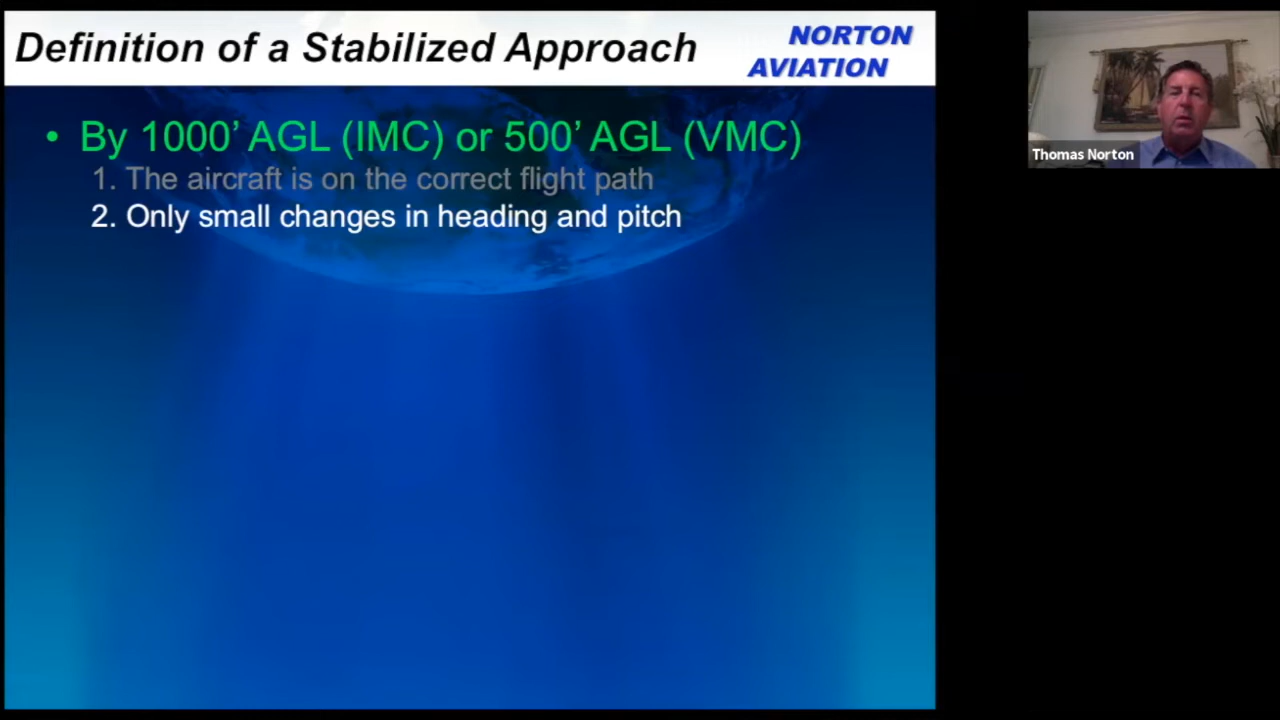 Definition of a Stabilized Approach
NORTON
AVIATION
• By 1000’ AGL (IMC) or 500’ AGL (VMC)
1. The aircraft is on the correct flight path
2. Only small changes in heading and pitch
Thomas Norton